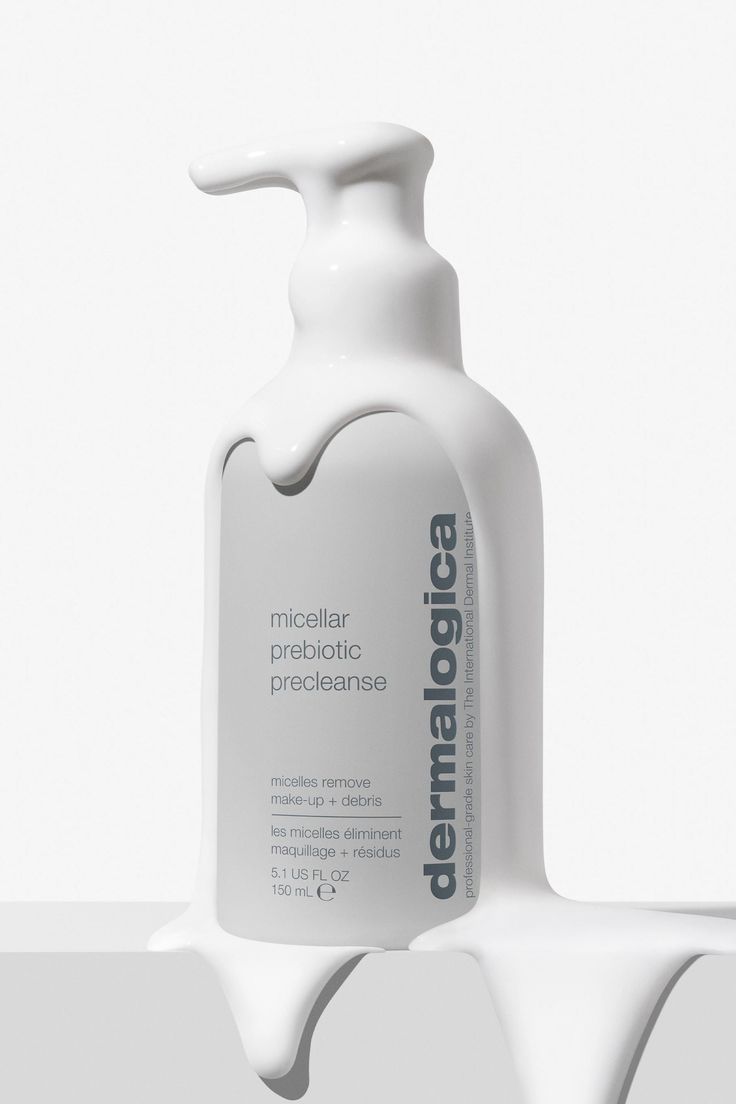 micellar
prebiotic
precleanse
micelles remove
make-up + debris
les micelles éliminent
maquillage + résidus
5.1 US FL OZ
150 mL ℮
dermalogica
professional-grade skin care by The International Dermal Institute